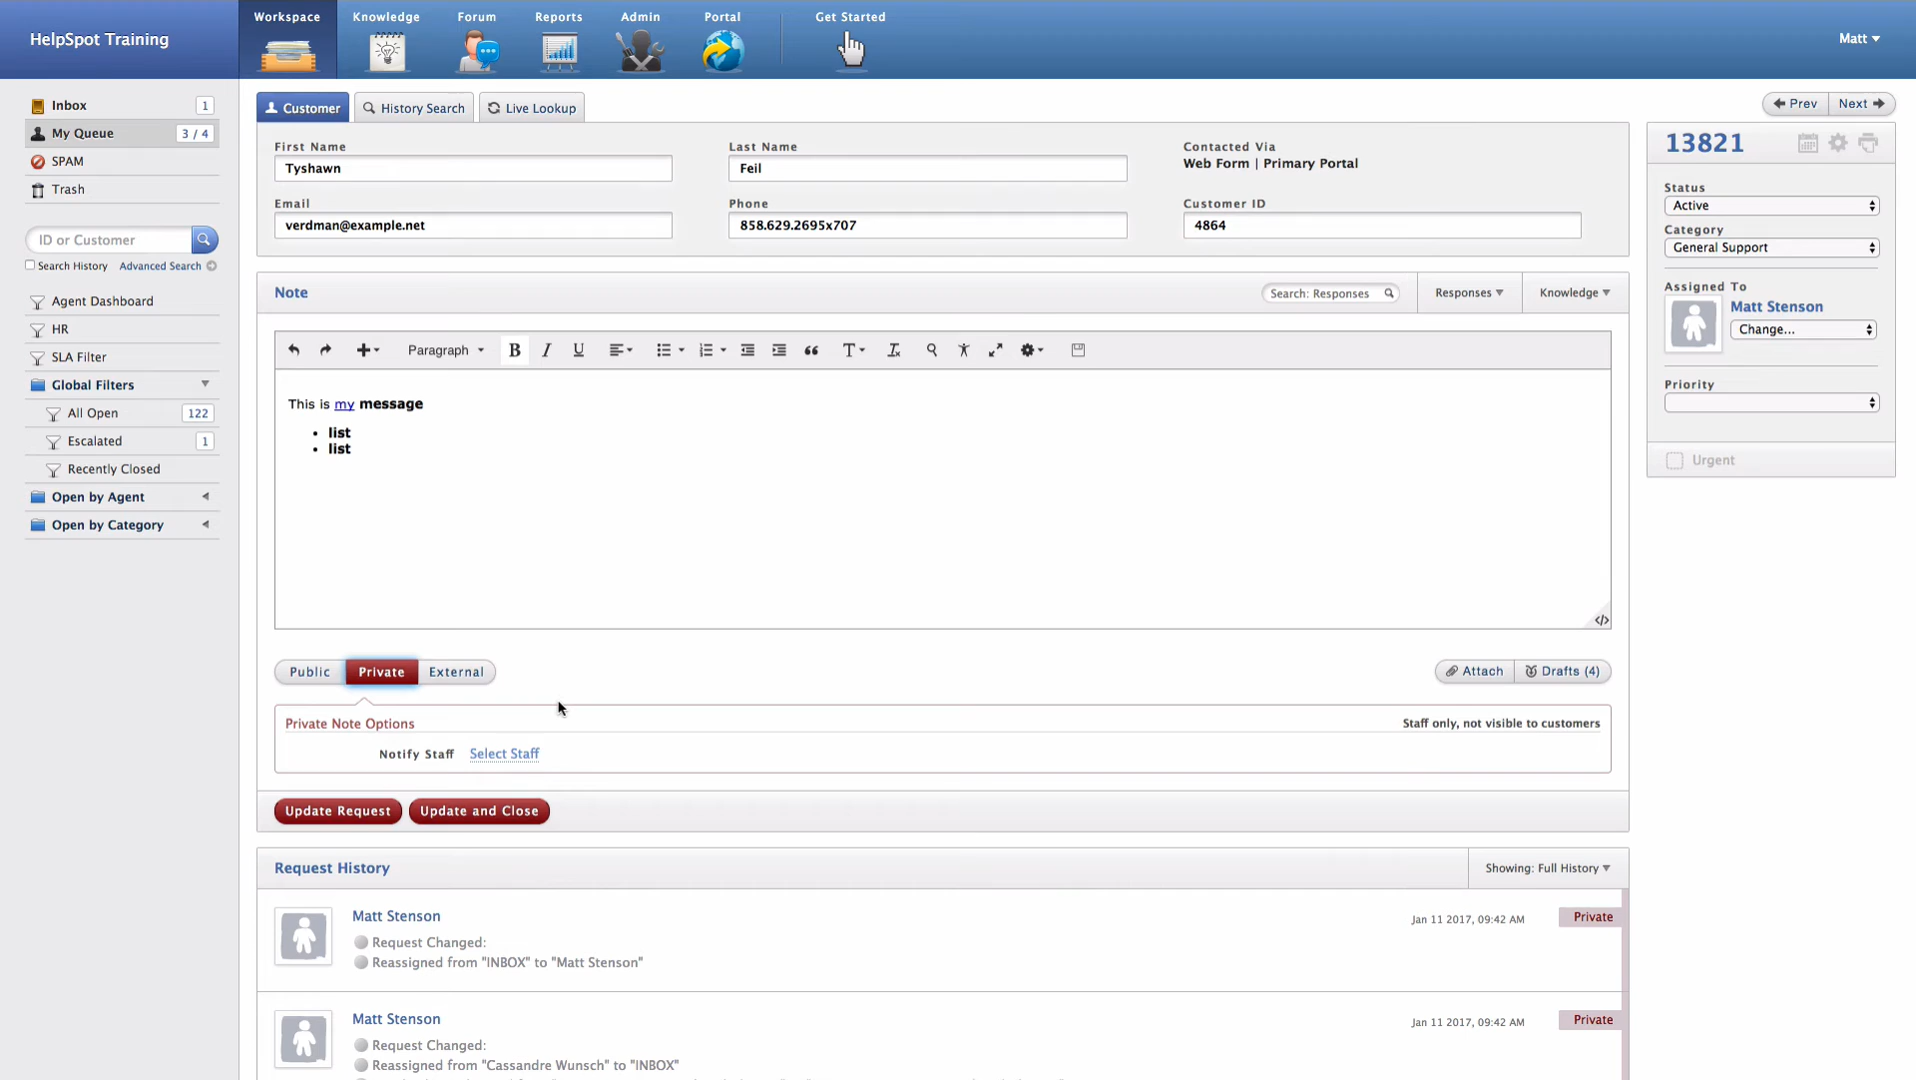 HelpSpot Training
Workspace
Knowledge
Forum
Reports
Admin
Portal
Get Started
Matt
Inbox 1
My Queue 3 / 4
SPAM
Trash
ID or Customer
Search History Advanced Search
Agent Dashboard
HR
SLA Filter
Global Filters
All Open 122
Escalated 1
Recently Closed
Open by Agent
Open by Category
Customer History Search Live Lookup
Prev Next
First Name
Tyshawn
Last Name
Feil
Contacted Via
Web Form | Primary Portal
Email
verdman@example.net
Phone
858.629.2695x707
Customer ID
4864
Note
Search: Responses
Responses
Knowledge
Paragraph B I U
This is my message
• list
• list
Public Private External
Attach Drafts (4)
Private Note Options
Staff only, not visible to customers
Notify Staff Select Staff
Update Request Update and Close
Request History
Showing: Full History
Matt Stenson
Jan 11 2017, 09:42 AM
Private
Request Changed:
Reassigned from "INBOX" to "Matt Stenson"
Matt Stenson
Jan 11 2017, 09:42 AM
Private
Request Changed:
Reassigned from "Cassandre Wunsch" to "INBOX"
13821
Status
Active
Category
General Support
Assigned To
Matt Stenson
Change...
Priority
Urgent